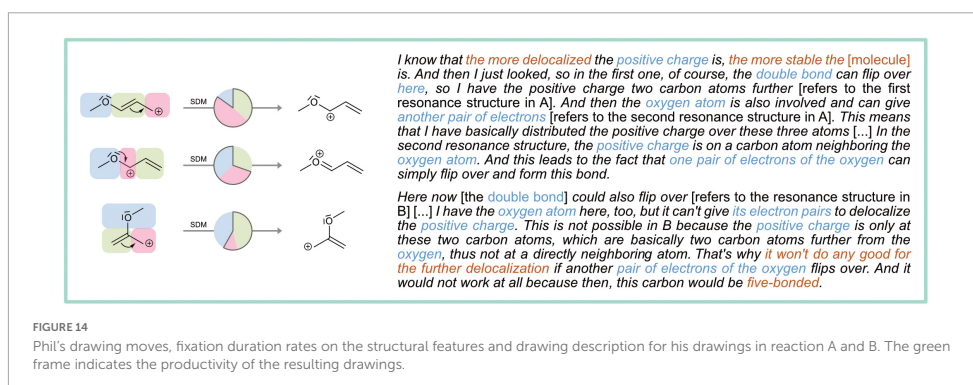 I know that the more delocalized the positive charge is, the more stable the [molecule]
is. And then I just looked, so in the first one, of course, the double bond can flip over
here, so I have the positive charge two carbon atoms further [refers to the first
resonance structure in A]. And then the oxygen atom is also involved and can give
another pair of electrons [refers to the second resonance structure in A]. This means
that I have basically distributed the positive charge over these three atoms [...] In the
second resonance structure, the positive charge is on a carbon atom neighboring the
oxygen atom. And this leads to the fact that one pair of electrons of the oxygen can
simply flip over and form this bond.
Here now [the double bond] could also flip over [refers to the resonance structure in
B] [...] I have the oxygen atom here, too, but it can't give its electron pairs to delocalize
the positive charge. This is not possible in B because the positive charge is only at
these two carbon atoms, which are basically two carbon atoms further from the
oxygen, thus not at a directly neighboring atom. That's why it won't do any good for
the further delocalization if another pair of electrons of the oxygen flips over. And it
would not work at all because then, this carbon would be five-bonded.
O
SDM
O
O
SDM
O
O
SDM
O
FIGURE 14
Phil's drawing moves, fixation duration rates on the structural features and drawing description for his drawings in reaction A and B. The green
frame indicates the productivity of the resulting drawings.